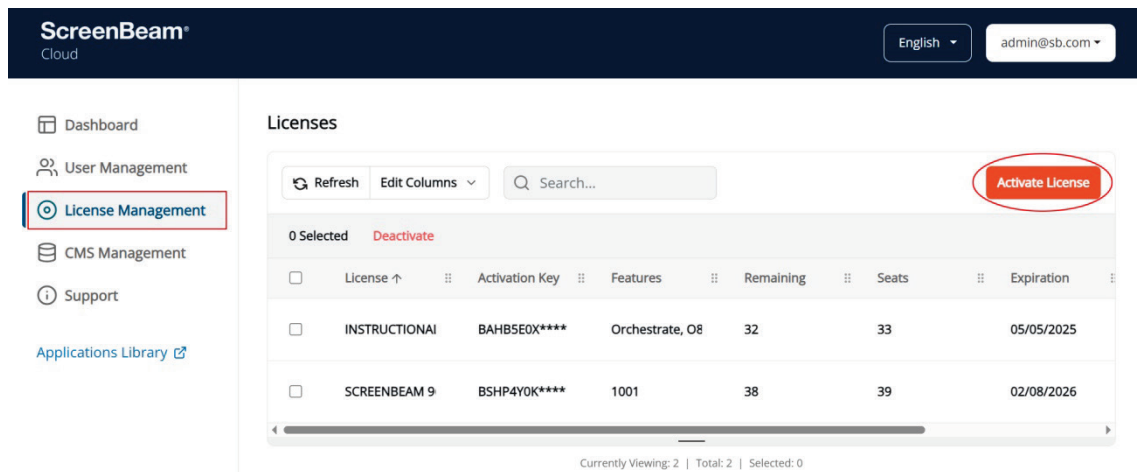 ScreenBeam®
Cloud
English
admin@sb.com
Dashboard
User Management
License Management
CMS Management
Support
Applications Library
Licenses
Refresh Edit Columns Search... Activate License
0 Selected Deactivate
License ↑ Activation Key Features Remaining Seats Expiration
INSTRUCTIONAL BAHB5E0X**** Orchestrate, O8 32 33 05/05/2025
SCREENBEAM 9 BSHP4Y0K**** 1001 38 39 02/08/2026
Currently Viewing: 2 | Total: 2 | Selected: 0